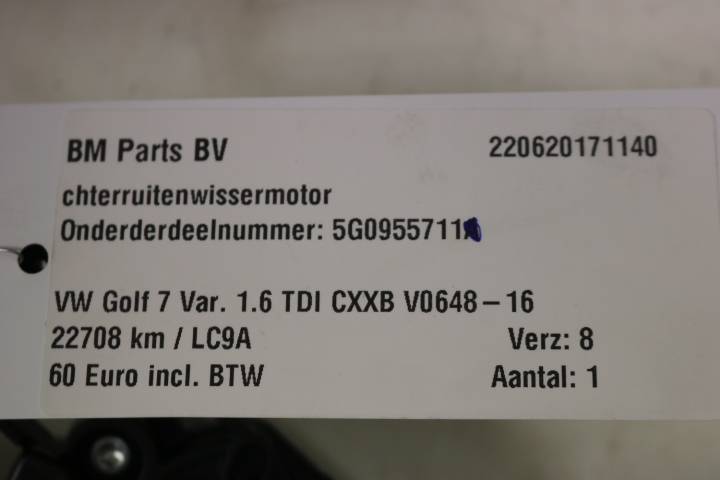 BM Parts BV 220620171140
chterruitenwissermotor
Onderderdeelnummer: 5G0955711
VW Golf 7 Var. 1.6 TDI CXXB V0648-16
22708 km / LC9A Verz: 8
60 Euro incl. BTW Aantal: 1